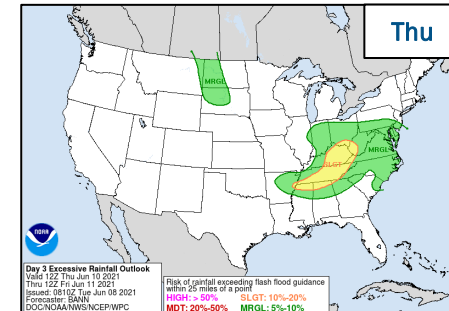 Thu
MRGL
MRGL
SLGT
NOAA
Day 3 Excessive Rainfall Outlook
Valid 12Z Thu Jun 10 2021
Thru 12Z Fri Jun 11 2021
Issued: 0810Z Tue Jun 08 2021
Forecaster: BANN
DOC/NOAA/NWS/NCEP/WPC
Risk of rainfall exceeding flash flood guidance
within 25 miles of a point
HIGH: > 50% SLGT: 10%-20%
MDT: 20%-50% MRGL: 5%-10%